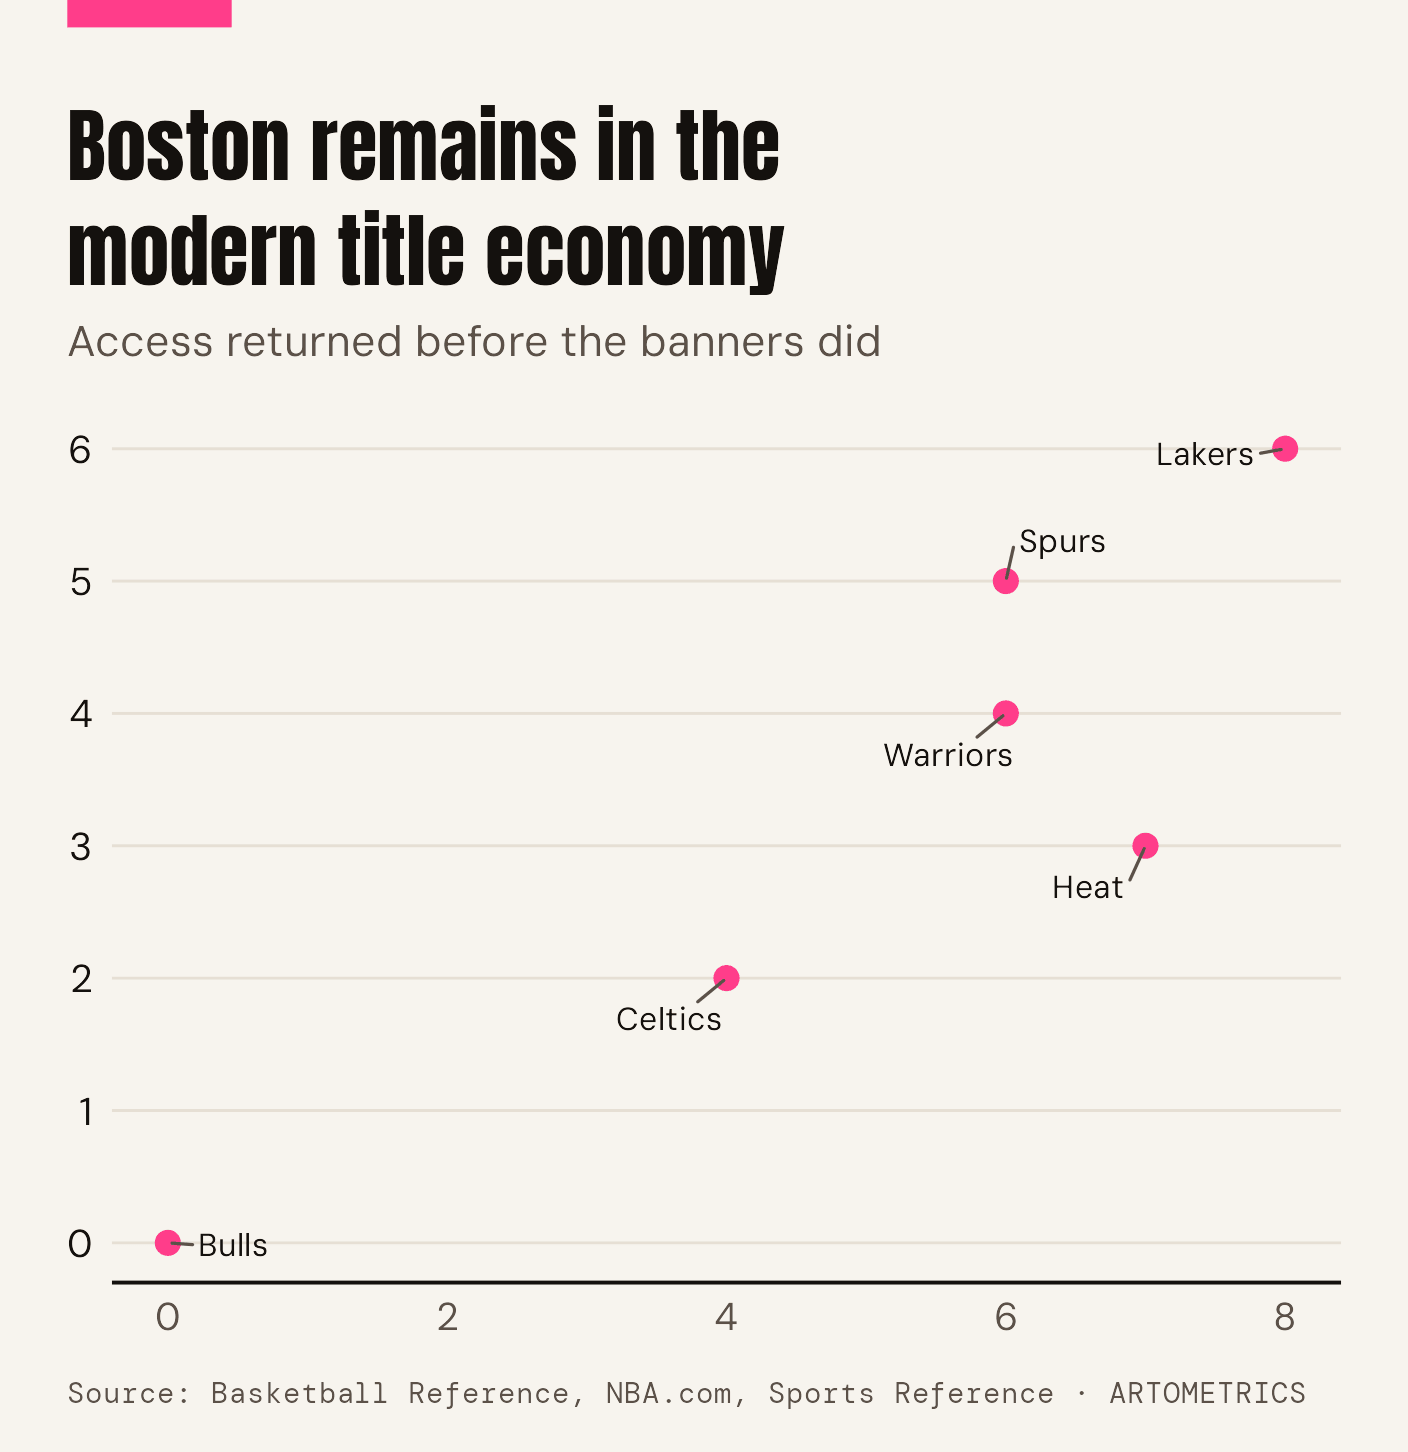 Boston remains in the
modern title economy
Access returned before the banners did
6
Lakers
Spurs
5
4
Warriors
3
Heat
2
Celtics
1
0
Bulls
0 2 4 6 8
Source: Basketball Reference, NBA.com, Sports Reference · ARTOMETRICS